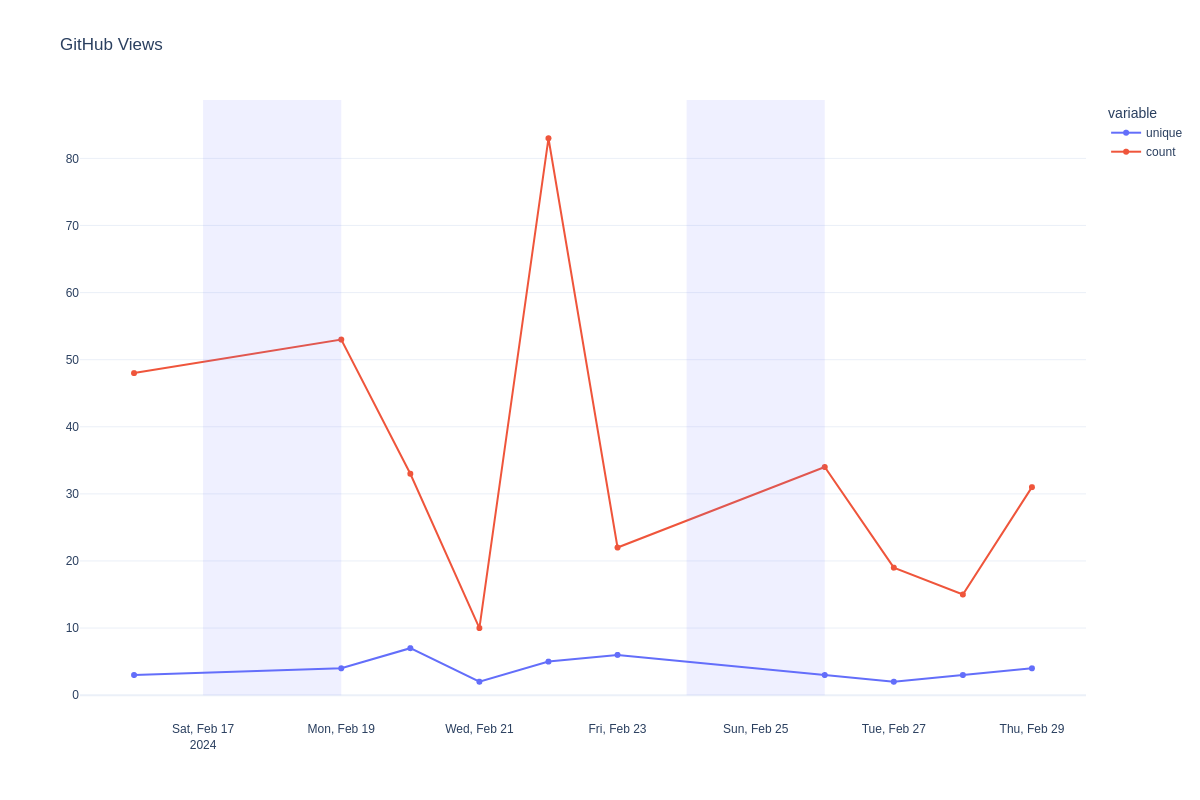 GitHub Views
variable
unique
count
80
70
60
50
40
30
20
10
0
Sat, Feb 17
2024
Mon, Feb 19
Wed, Feb 21
Fri, Feb 23
Sun, Feb 25
Tue, Feb 27
Thu, Feb 29